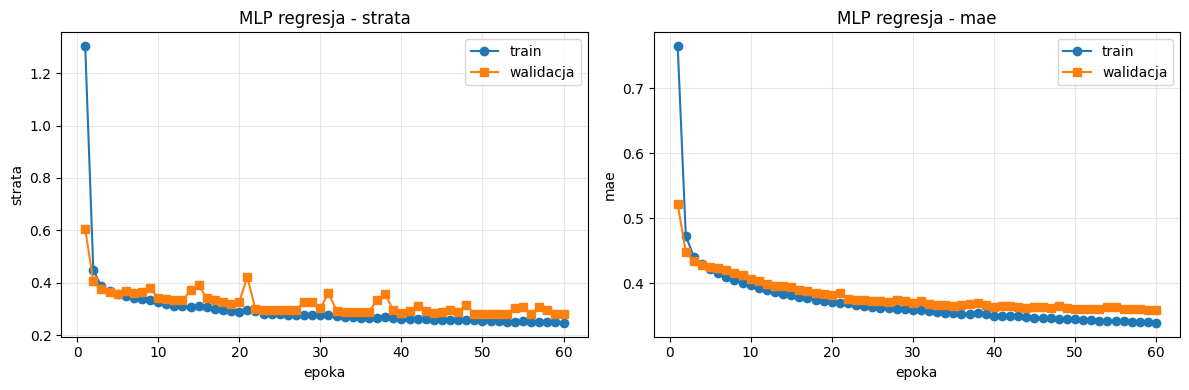 MLP regresja - strata
train
walidacja
strata
1.2
1.0
0.8
0.6
0.4
0.2
0
10
20
30
40
50
60
epoka
MLP regresja - mae
train
walidacja
mae
0.7
0.6
0.5
0.4
0
10
20
30
40
50
60
epoka